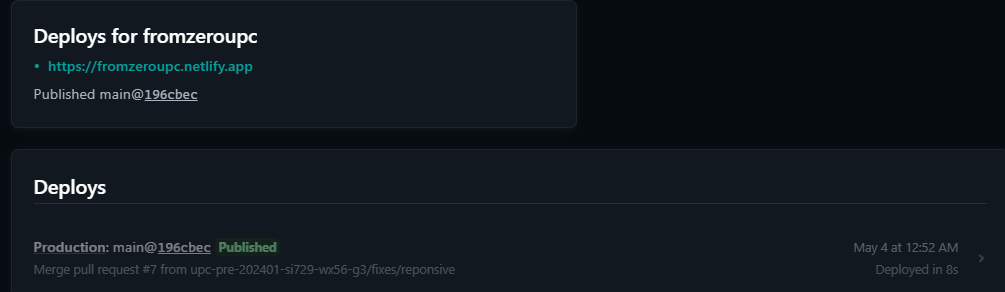 Deploys for fromzeroupc
• https://fromzeroupc.netlify.app
Published main@196cbec
Deploys
Production: main@196cbec Published
May 4 at 12:52 AM
Merge pull request #7 from upc-pre-202401-si729-wx56-g3/fixes/reponsive
Deployed in 8s